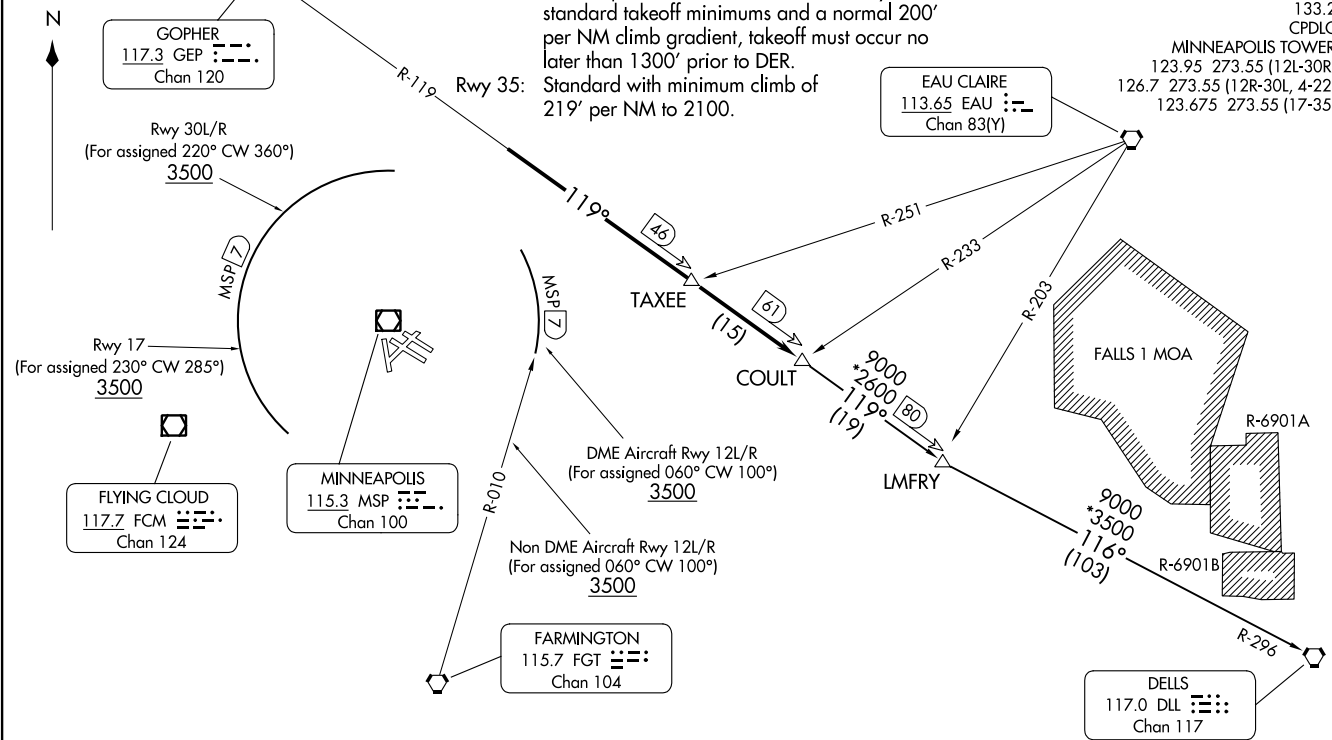 N
GOPHER
117.3 GEP
Chan 120
R-119
standard takeoff minimums and a normal 200'
per NM climb gradient, takeoff must occur no
later than 1300' prior to DER.
Rwy 35: Standard with minimum climb of
219' per NM to 2100.
133.2
CPDLC
MINNEAPOLIS TOWER
123.95 273.55 (12L-30R
126.7 273.55 (12R-30L, 4-22
123.675 273.55 (17-35
EAU CLAIRE
113.65 EAU
Chan 83(Y)
Rwy 30L/R
(For assigned 220° CW 360°)
3500
MSP 7
Rwy 17
(For assigned 230° CW 285°)
3500
FLYING CLOUD
117.7 FCM
Chan 124
MINNEAPOLIS
115.3 MSP
Chan 100
MSP 7
R-010
DME Aircraft Rwy 12L/R
(For assigned 060° CW 100°)
3500
Non DME Aircraft Rwy 12L/R
(For assigned 060° CW 100°)
3500
FARMINGTON
115.7 FGT
Chan 104
119°
46
TAXEE
(15)
61
COULT
R-251
R-233
R-203
9000
*2600
119°
(19)
80
LMFRY
FALLS 1 MOA
R-6901A
R-6901B
9000
*3500
116°
(103)
R-296
DELLS
117.0 DLL
Chan 117